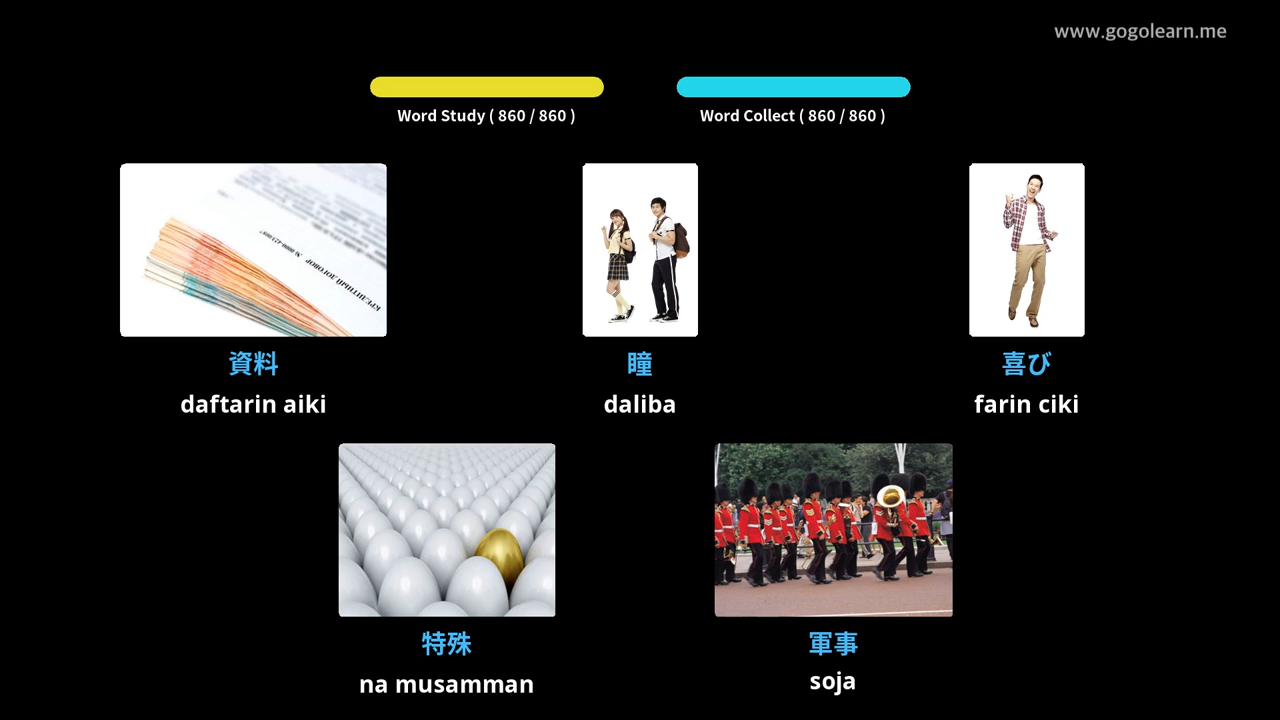 www.gogolearn.me
Word Study ( 860 / 860 )
Word Collect ( 860 / 860 )
資料
daftarin aiki
瞳
daliba
喜び
farin ciki
特殊
na musamman
軍事
soja